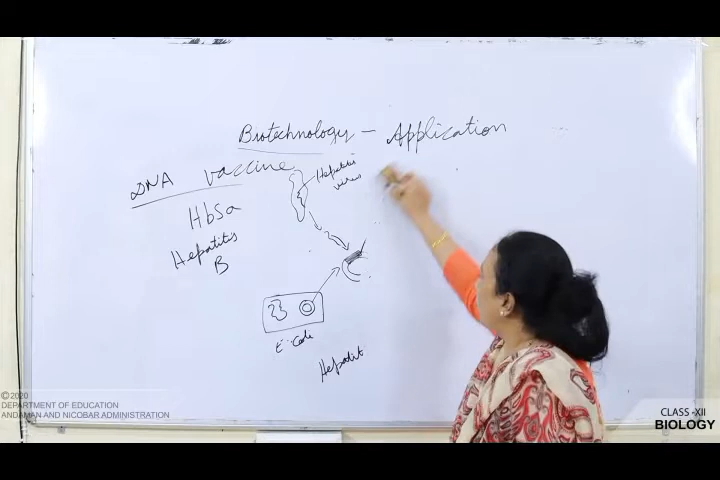 Biotechnology - Application
DNA vaccine
Hepatitis
virus
HbSa
Hepatitis
B
E. Coli
Hepatit
©2020
DEPARTMENT OF EDUCATION
ANDAMAN AND NICOBAR ADMINISTRATION
CLASS -XII
BIOLOGY